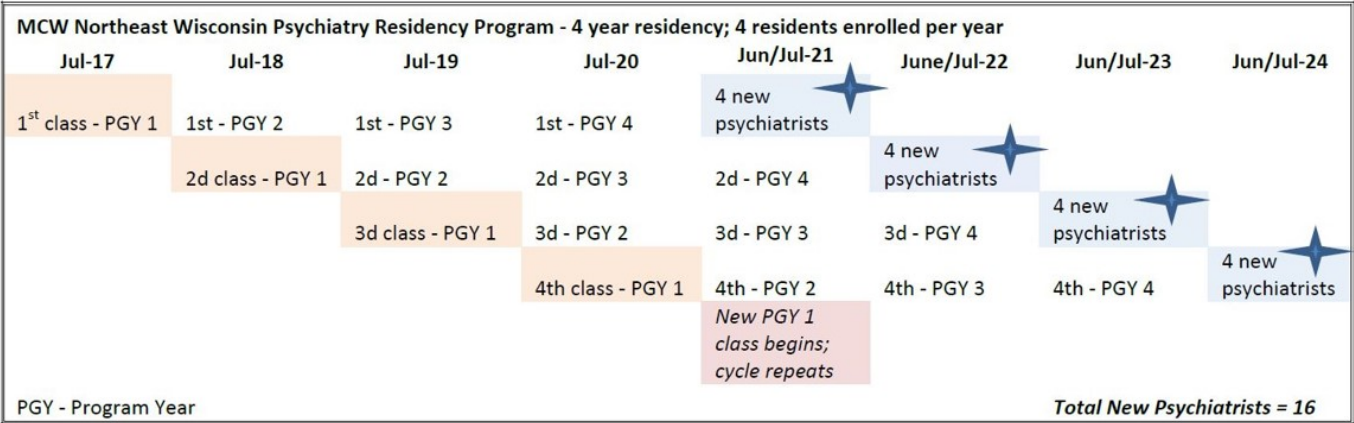 MCW Northeast Wisconsin Psychiatry Residency Program - 4 year residency; 4 residents enrolled per year
Jul-17 Jul-18 Jul-19 Jul-20 Jun/Jul-21 June/Jul-22 Jun/Jul-23 Jun/Jul-24
4 new
1st class - PGY 1 1st - PGY 2 1st - PGY 3 1st - PGY 4 psychiatrists
4 new
2d class - PGY 1 2d - PGY 2 2d - PGY 3 2d - PGY 4 psychiatrists
4 new
3d class - PGY 1 3d - PGY 2 3d - PGY 3 3d - PGY 4 psychiatrists
4 new
4th class - PGY 1 4th - PGY 2 4th - PGY 3 4th - PGY 4 psychiatrists
New PGY 1
class begins;
cycle repeats
PGY - Program Year Total New Psychiatrists = 16